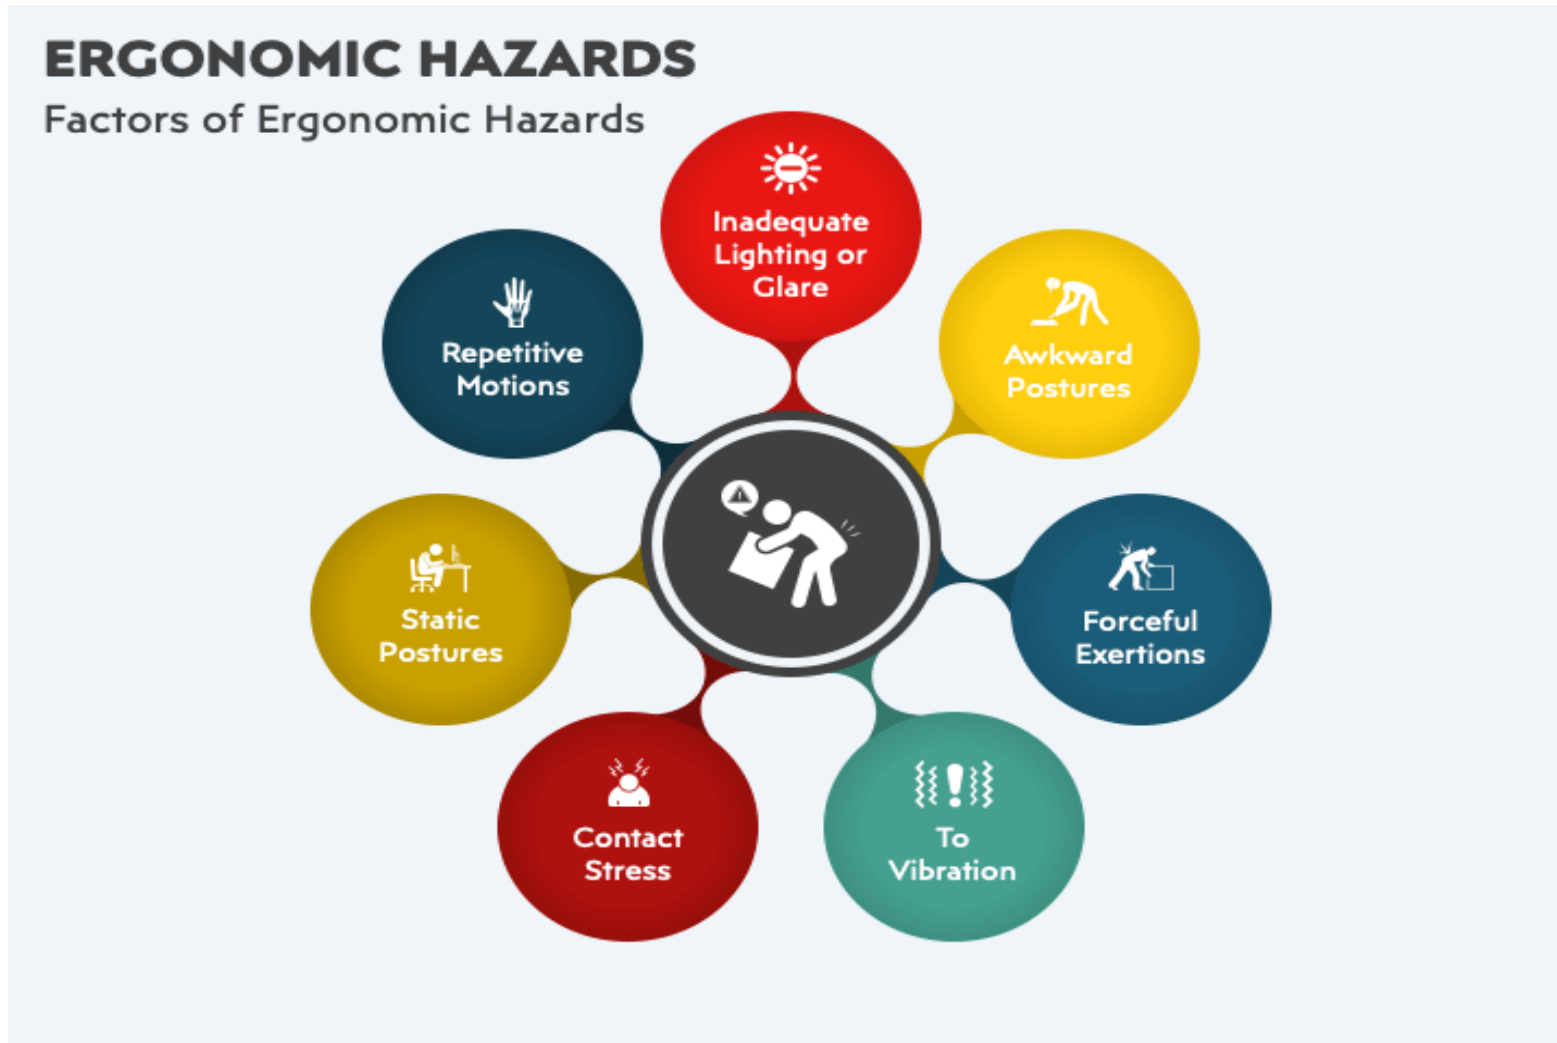 ERGONOMIC HAZARDS
Factors of Ergonomic Hazards
Inadequate
Lighting or
Glare
Awkward
Postures
Forceful
Exertions
To
Vibration
Contact
Stress
Static
Postures
Repetitive
Motions